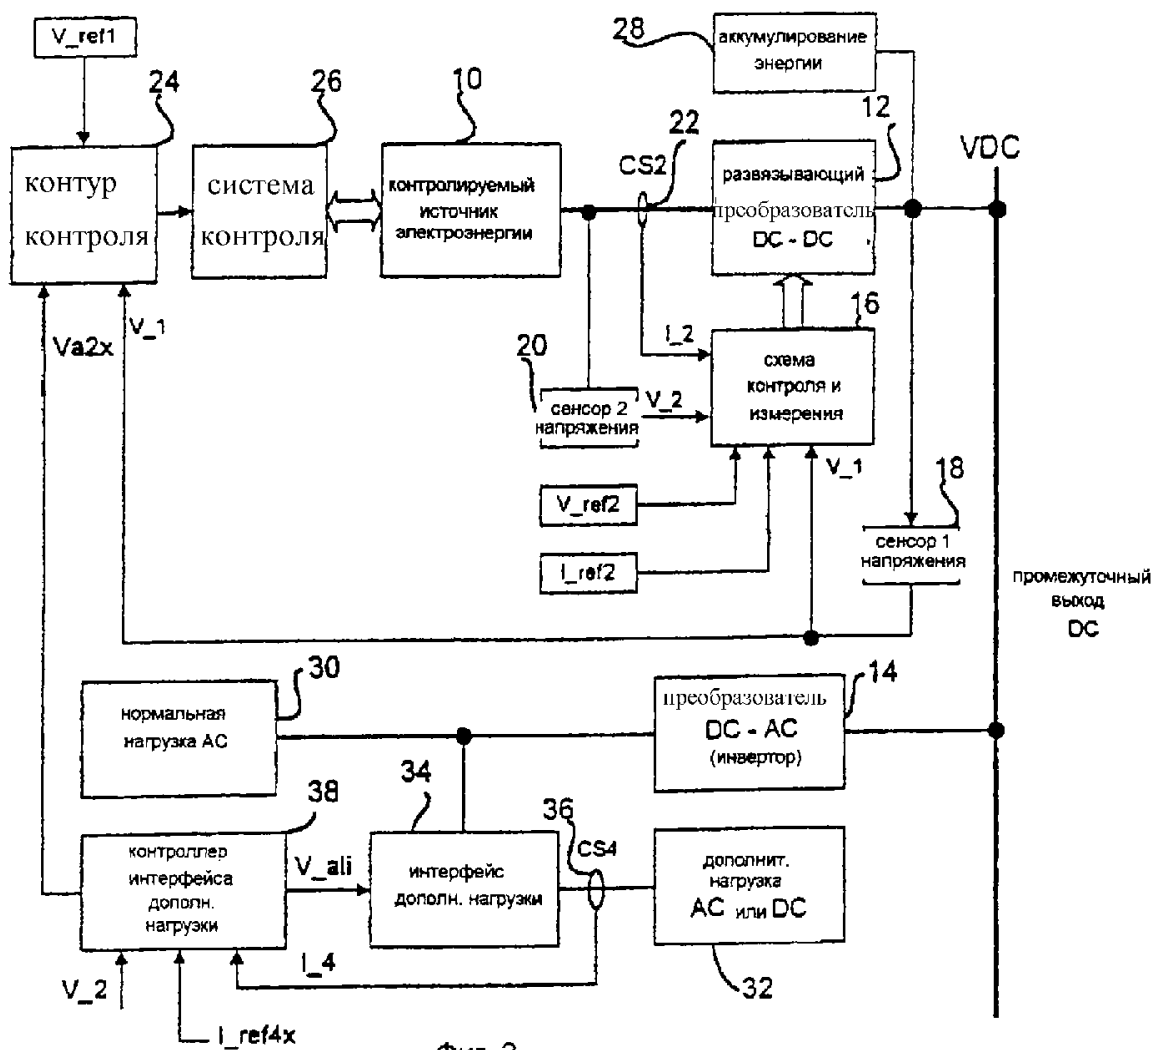 V_ref1
24
26
10
28
аккумулирование
энергии
12
22
CS2
VDC
контур
контроля
система
контроля
контролируемый
источник
электроэнергии
развязывающий
преобразователь
DC - DC
V_1
Va2x
I_2
16
20
схема
контроля и
измерения
сенсор 2
напряжения
V_2
V_1
18
V_ref2
сенсор 1
напряжения
I_ref2
промежуточный
выход
DC
30
14
нормальная
нагрузка АС
преобразователь
DC - AC
(инвертор)
38
34
36
CS4
контроллер
интерфейса
дополн.
нагрузки
V_ali
интерфейс
дополн. нагрузки
дополнит.
нагрузка
AC или DC
I_4
V_2
32
I_ref4x